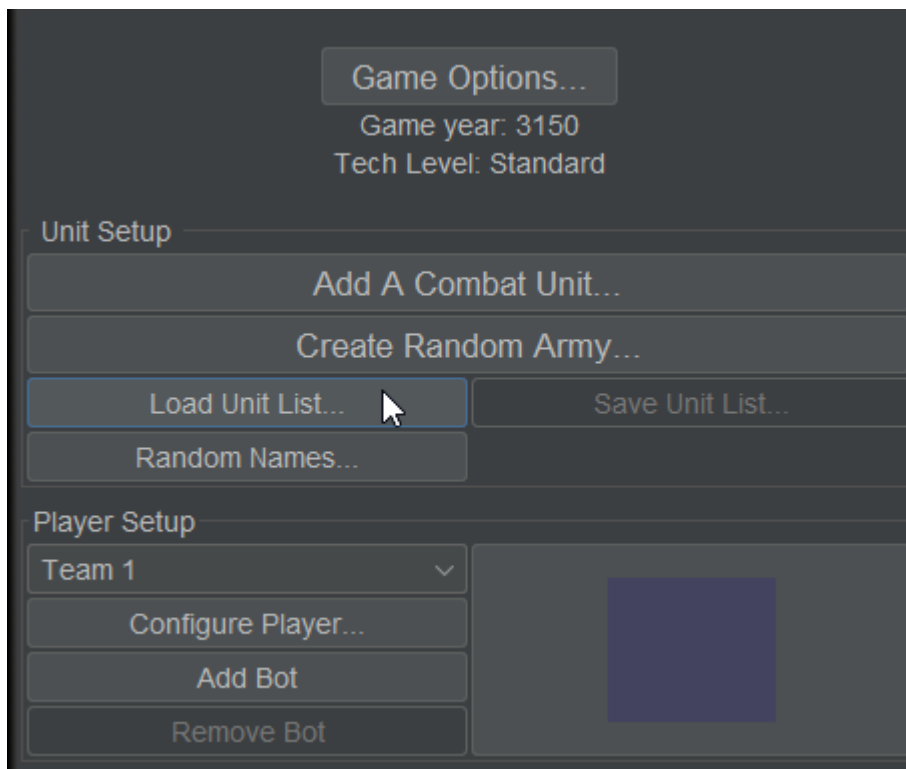 Game Options...
Game year: 3150
Tech Level: Standard
Unit Setup
Add A Combat Unit...
Create Random Army...
Load Unit List...
Save Unit List...
Random Names...
Player Setup
Team 1
Configure Player...
Add Bot
Remove Bot